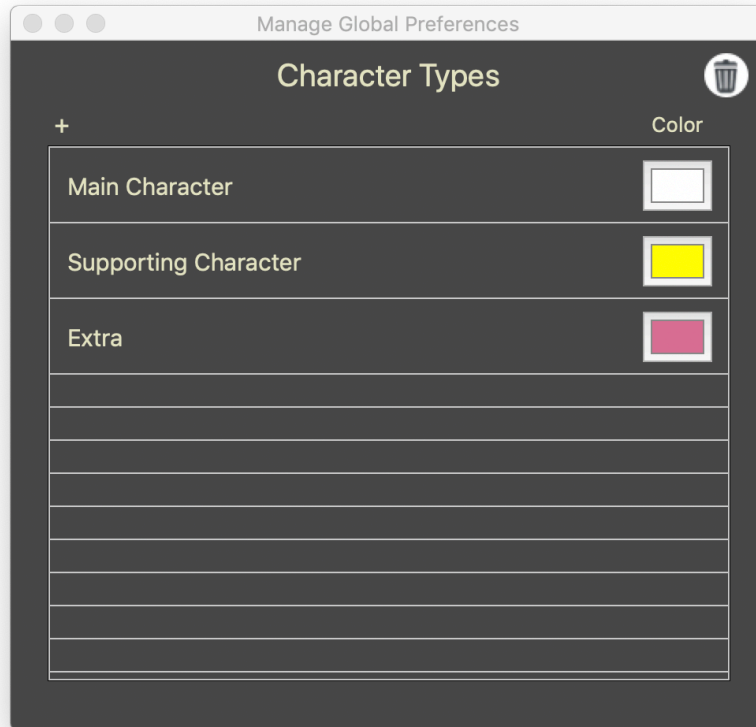 Manage Global Preferences
Character Types
+ Color
Main Character
Supporting Character
Extra